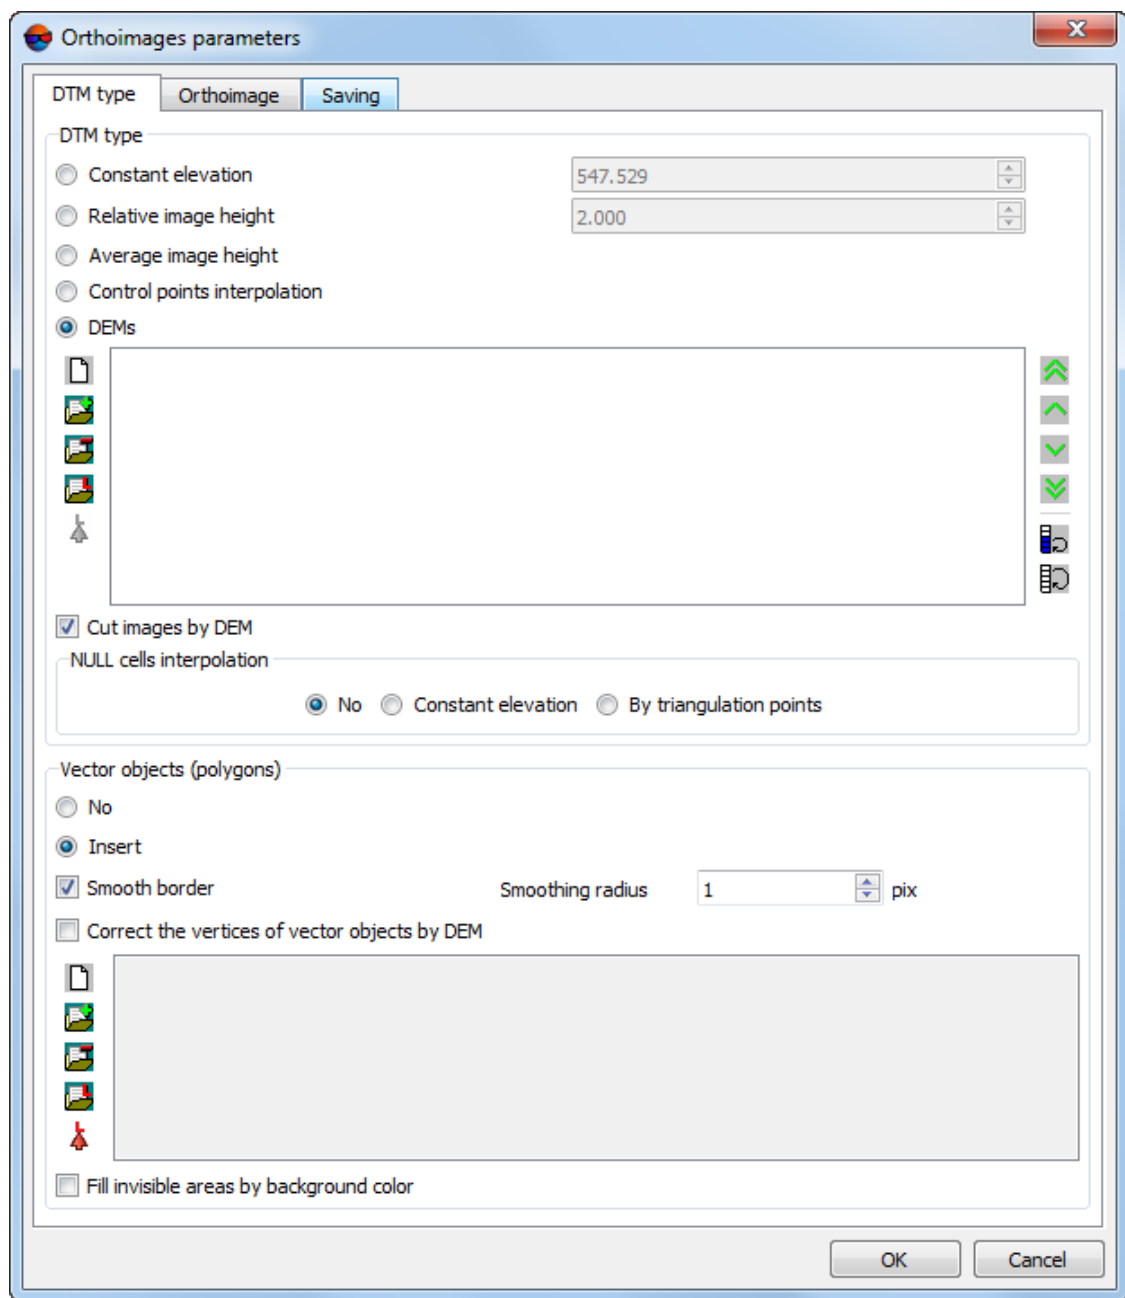 Orthoimages parameters
DTM type Orthoimage Saving
DTM type
Constant elevation 547.529
Relative image height 2.000
Average image height
Control points interpolation
DEMs
Cut images by DEM
NULL cells interpolation
No Constant elevation By triangulation points
Vector objects (polygons)
No
Insert
Smooth border Smoothing radius 1 pix
Correct the vertices of vector objects by DEM
Fill invisible areas by background color
OK Cancel